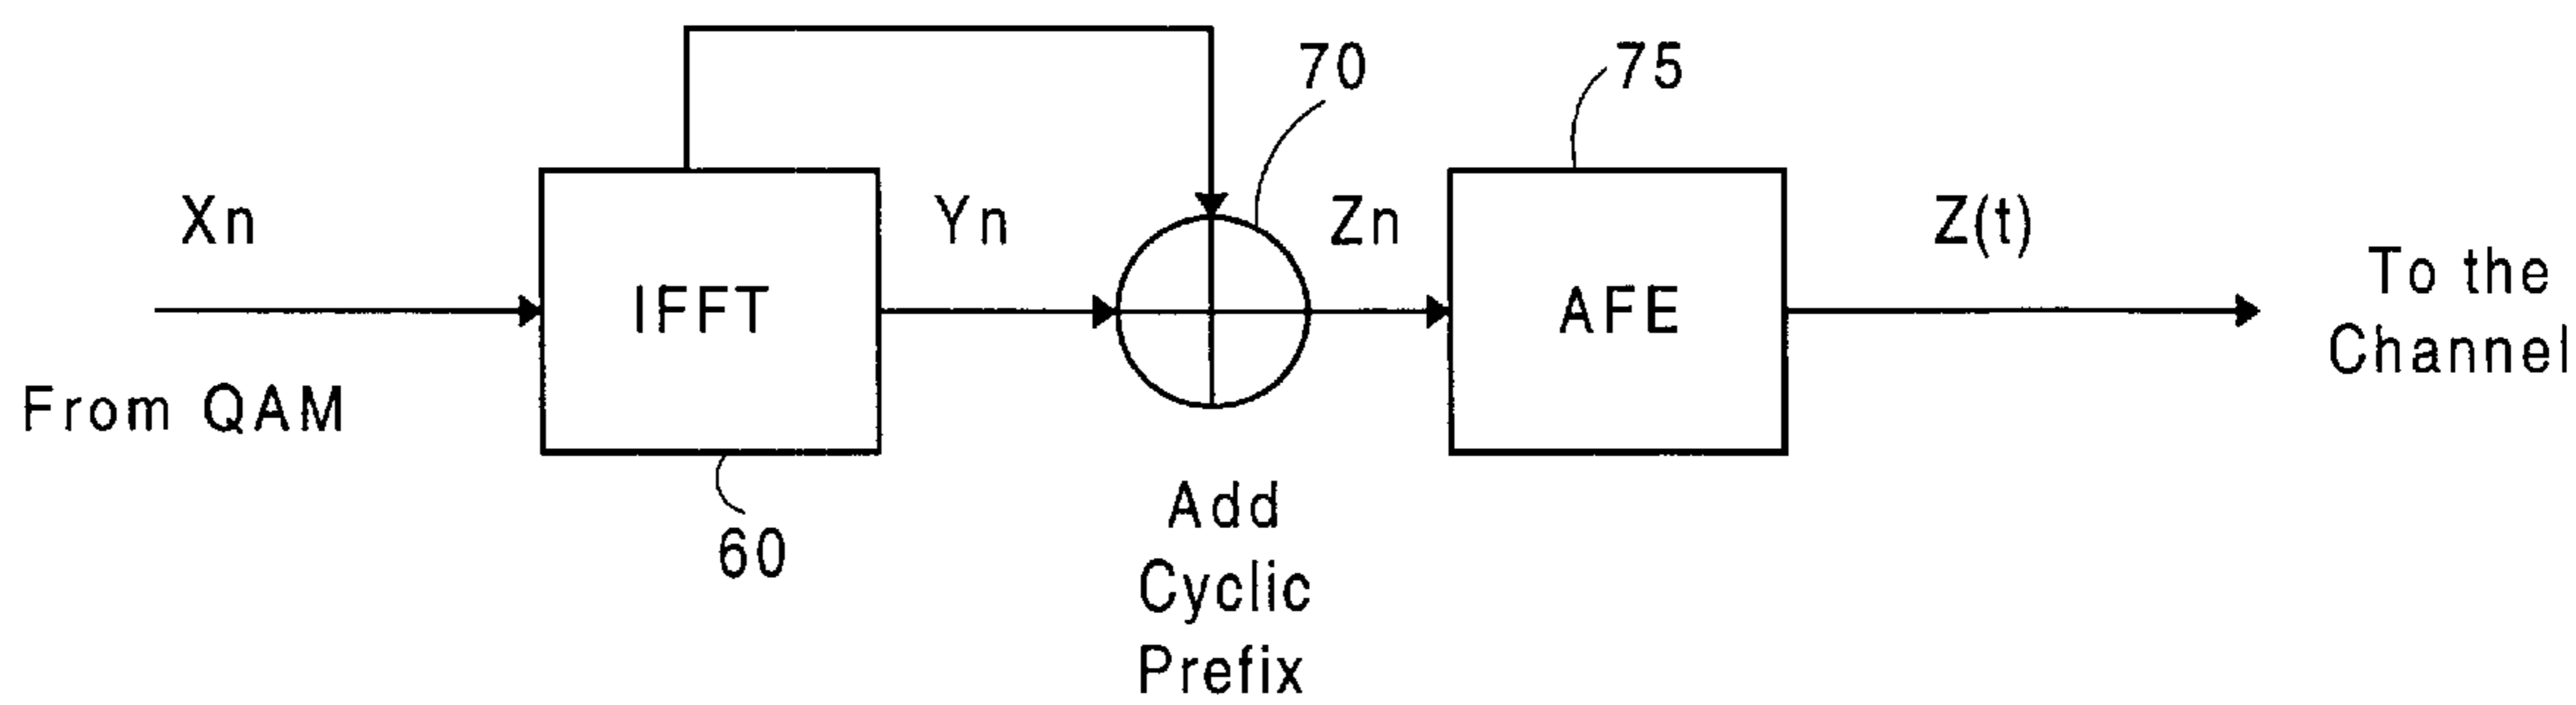 70
75
Xn
Yn
Zn
Z(t)
To the
Channel
IFFT
AFE
From QAM
60
Add
Cyclic
Prefix